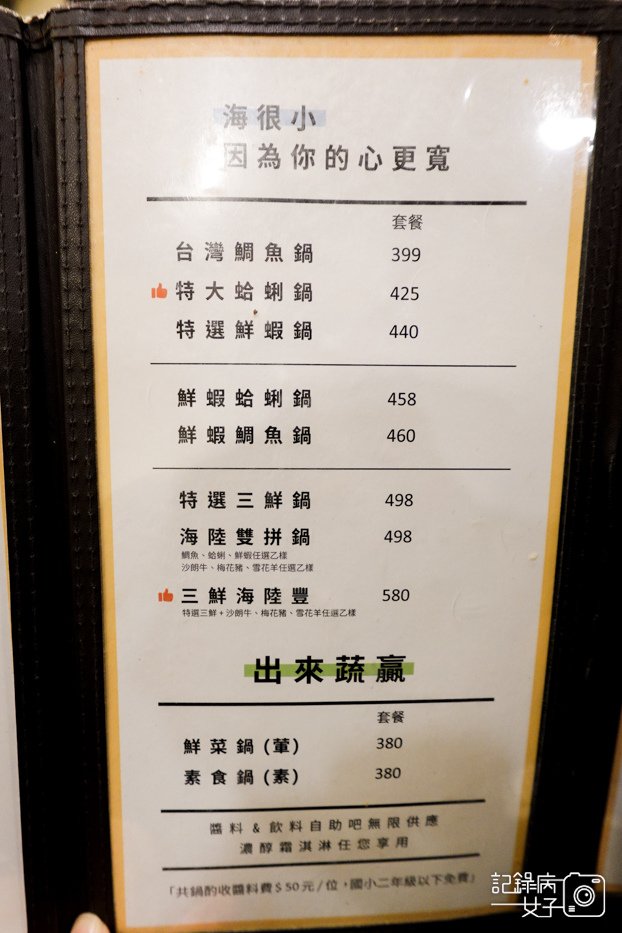 海很小
因為你的心更寬
套餐
台灣鯛魚鍋 399
特大蛤蜊鍋 425
特選鮮蝦鍋 440
鮮蝦蛤蜊鍋 458
鮮蝦鯛魚鍋 460
特選三鮮鍋 498
海陸雙拼鍋 498
鯛魚、蛤蜊、鮮蝦任選乙樣
沙朗牛、梅花豬、雪花羊任選乙樣
三鮮海陸豐 580
特選三鮮+沙朗牛、梅花豬、雪花羊任選乙樣
出來蔬贏
套餐
鮮菜鍋(葷) 380
素食鍋(素) 380
醬料 & 飲料自助吧無限供應
濃醇霜淇淋任您享用
「共鍋酌收醬料費$50元/位,國小二年級以下免費」
記錄病
女子